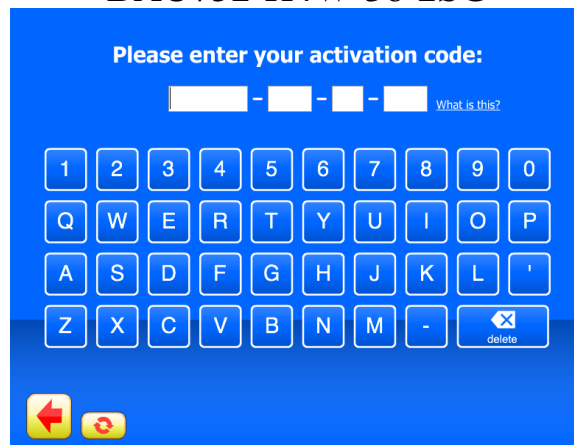 Please enter your activation code:
– – –
What is this?
1 2 3 4 5 6 7 8 9 0
Q W E R T Y U I O P
A S D F G H J K L '
Z X C V B N M -
delete